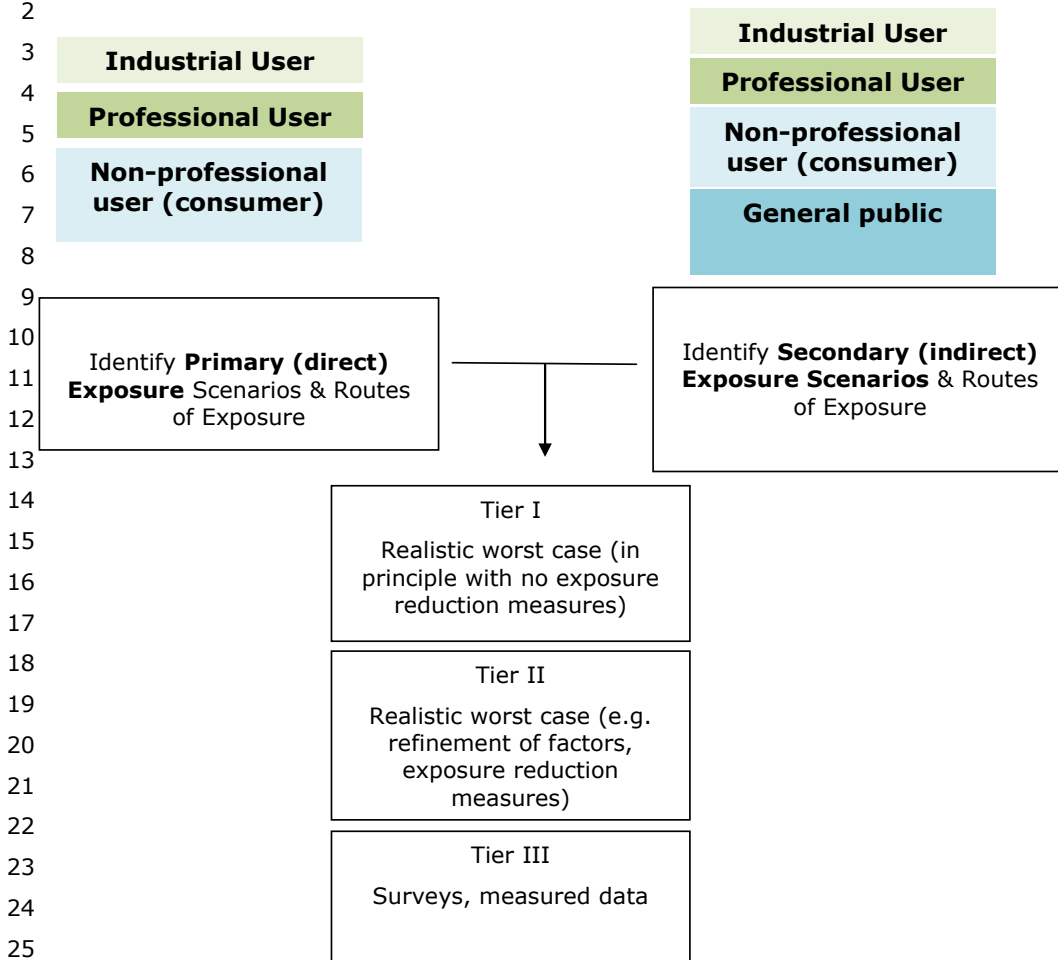 2
3
4
5
6
7
8
9
10
11
12
13
14
15
16
17
18
19
20
21
22
23
24
25
Industrial User
Professional User
Non-professional
user (consumer)
Industrial User
Professional User
Non-professional
user (consumer)
General public
Identify Primary (direct)
Exposure Scenarios & Routes
of Exposure
Identify Secondary (indirect)
Exposure Scenarios & Routes
of Exposure
Tier I
Realistic worst case (in
principle with no exposure
reduction measures)
Tier II
Realistic worst case (e.g.
refinement of factors,
exposure reduction
measures)
Tier III
Surveys, measured data